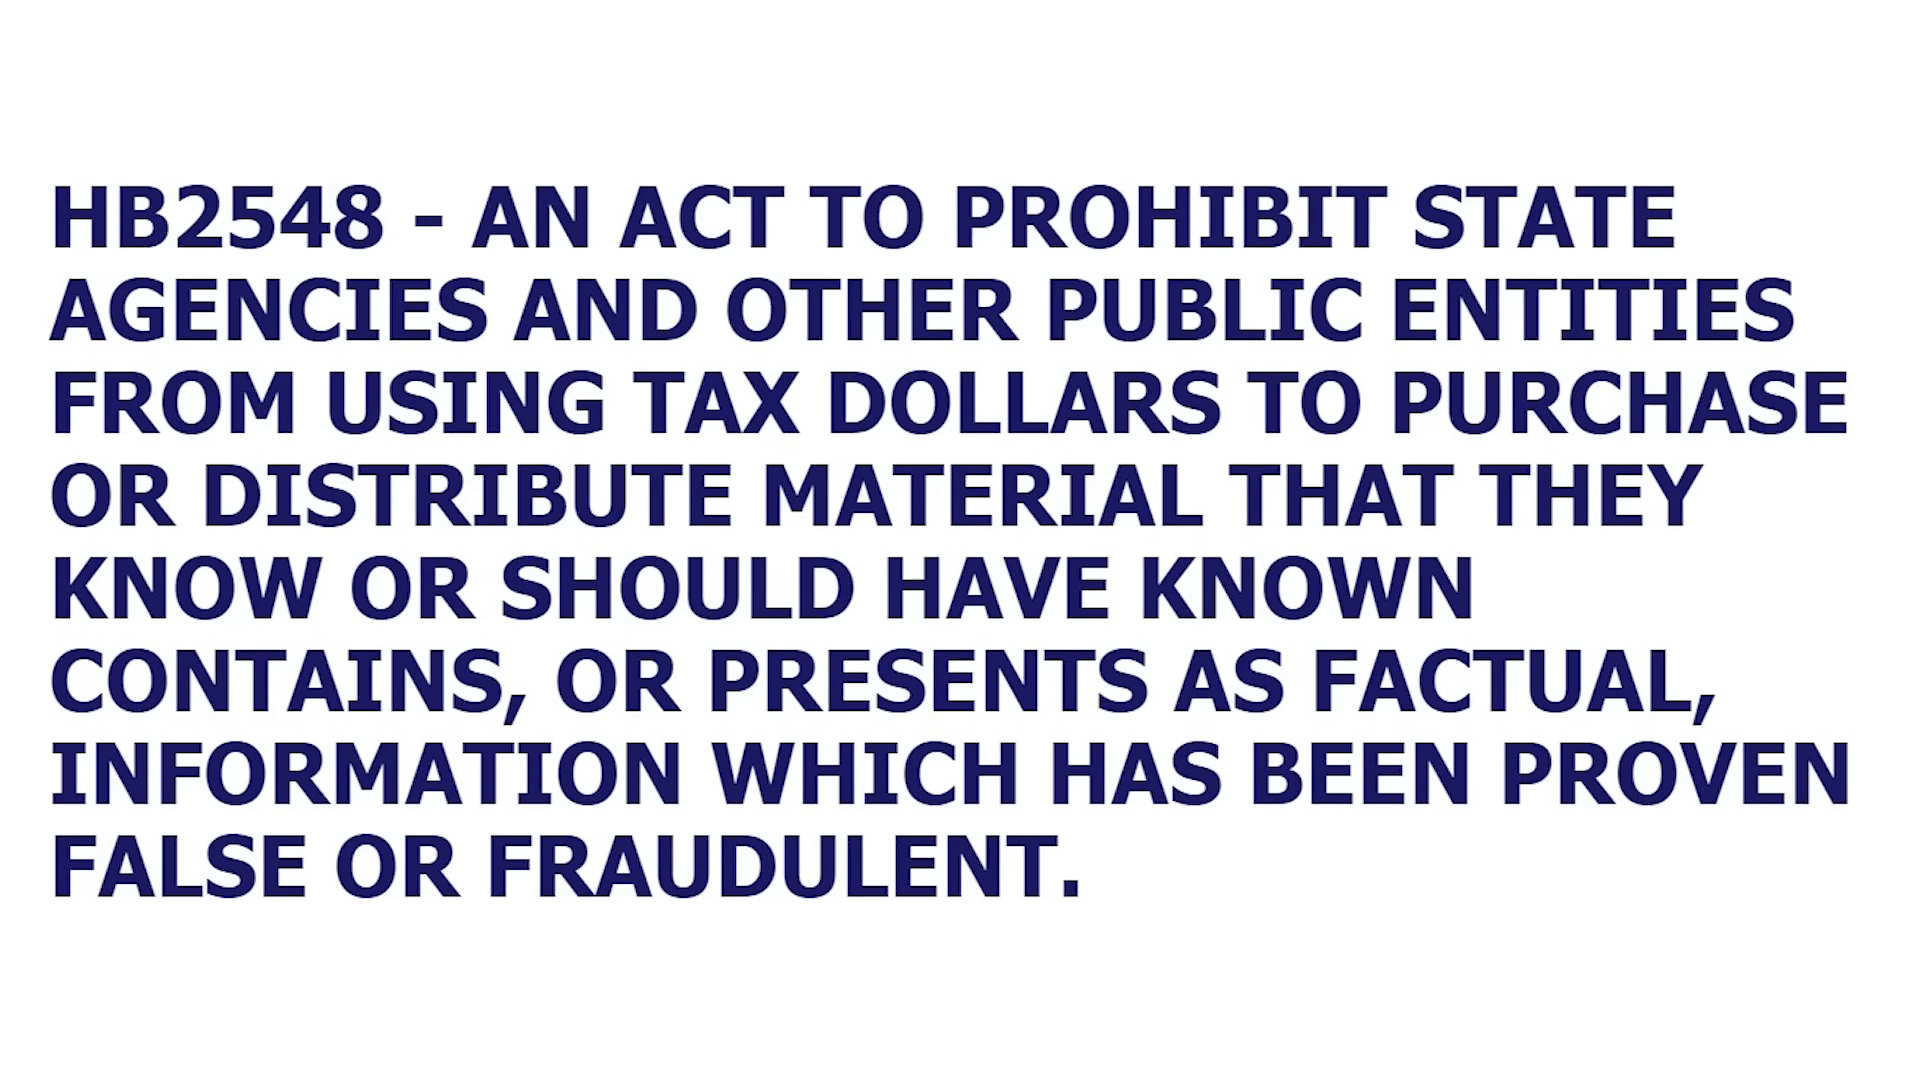 HB2548 - AN ACT TO PROHIBIT STATE
AGENCIES AND OTHER PUBLIC ENTITIES
FROM USING TAX DOLLARS TO PURCHASE
OR DISTRIBUTE MATERIAL THAT THEY
KNOW OR SHOULD HAVE KNOWN
CONTAINS, OR PRESENTS AS FACTUAL,
INFORMATION WHICH HAS BEEN PROVEN
FALSE OR FRAUDULENT.